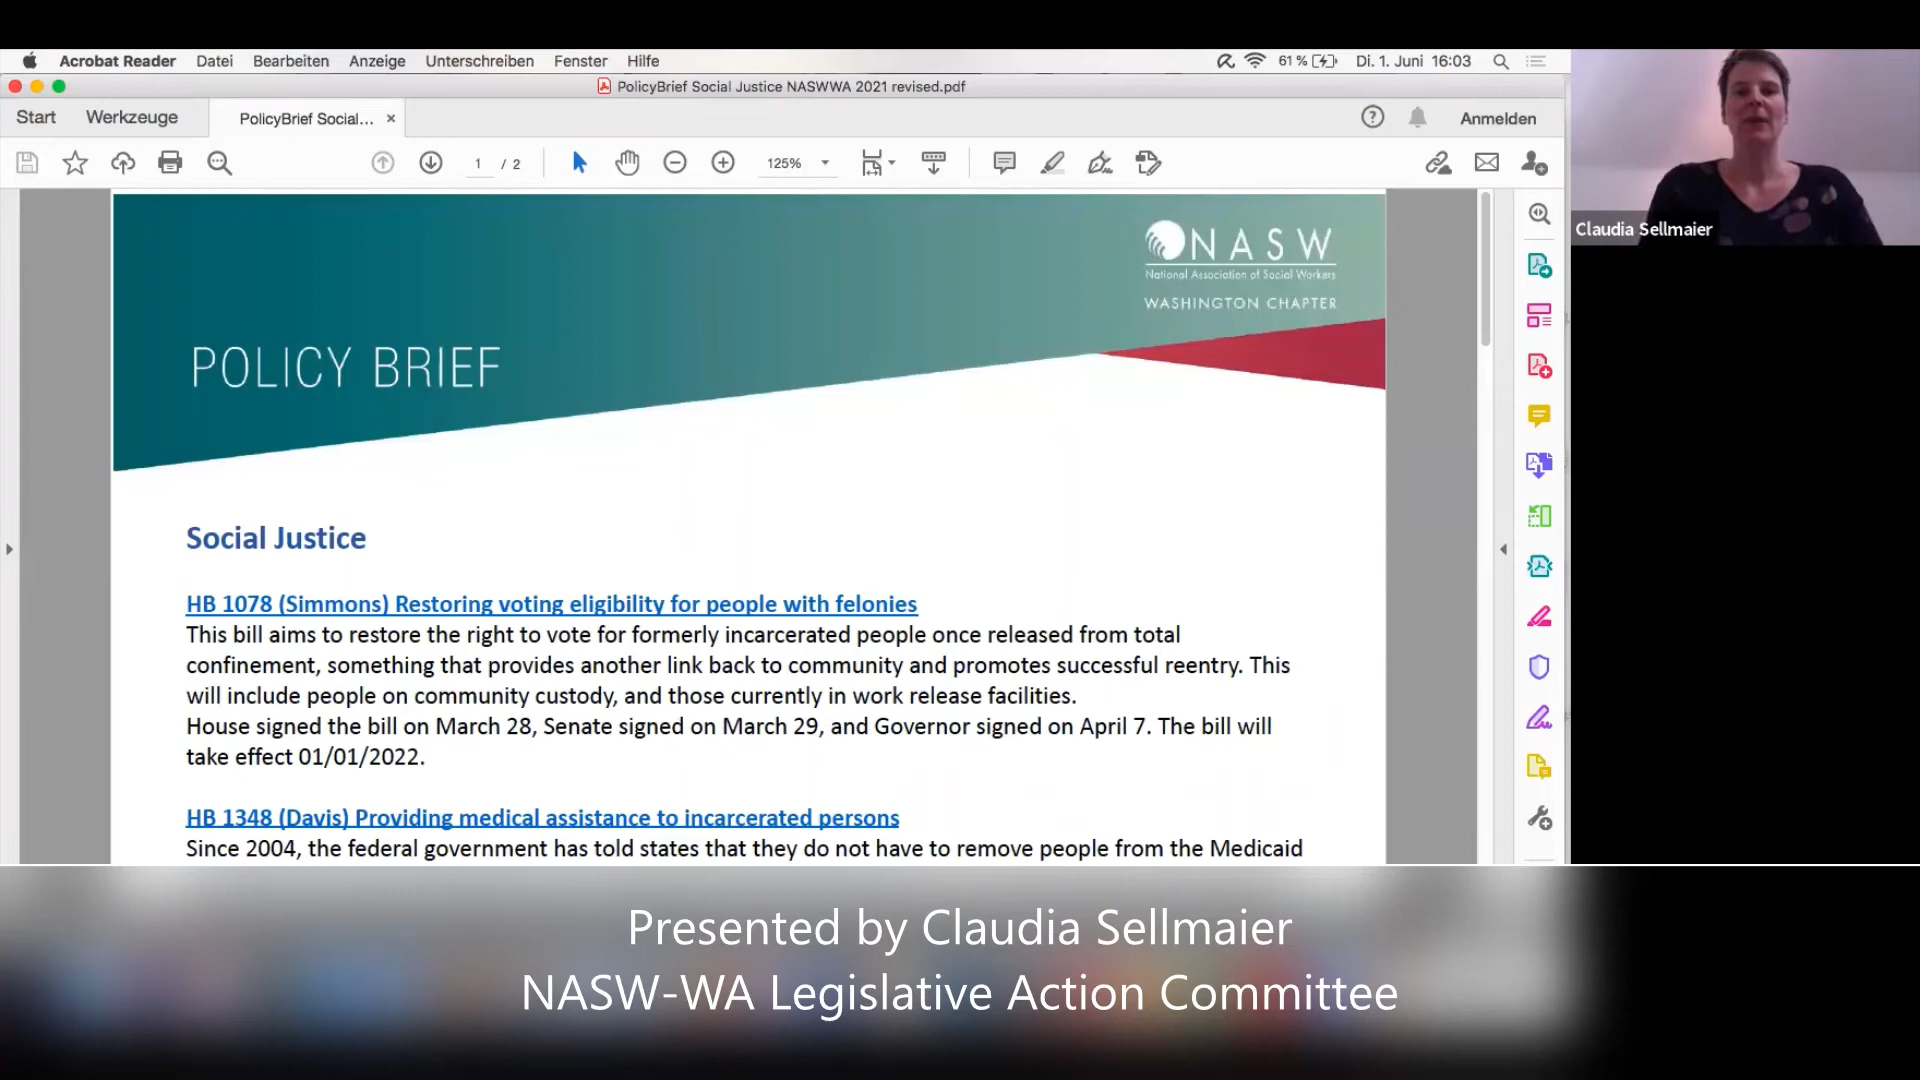 Acrobat Reader Datei Bearbeiten Anzeige Unterschreiben Fenster Hilfe 61 % Di. 1. Juni 16:03
PolicyBrief Social Justice NASWWA 2021 revised.pdf
Start Werkzeuge PolicyBrief Social... × Anmelden
1 / 2 125%
NASW
National Association of Social Workers
WASHINGTON CHAPTER
POLICY BRIEF
Claudia Sellmaier
Social Justice
HB 1078 (Simmons) Restoring voting eligibility for people with felonies
This bill aims to restore the right to vote for formerly incarcerated people once released from total
confinement, something that provides another link back to community and promotes successful reentry. This
will include people on community custody, and those currently in work release facilities.
House signed the bill on March 28, Senate signed on March 29, and Governor signed on April 7. The bill will
take effect 01/01/2022.
HB 1348 (Davis) Providing medical assistance to incarcerated persons
Since 2004, the federal government has told states that they do not have to remove people from the Medicaid
Presented by Claudia Sellmaier
NASW-WA Legislative Action Committee